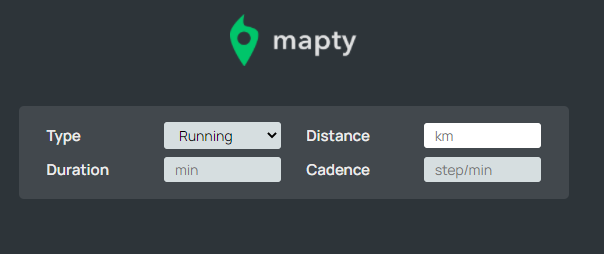 mapty
Type Running Distance km
Duration min Cadence step/min